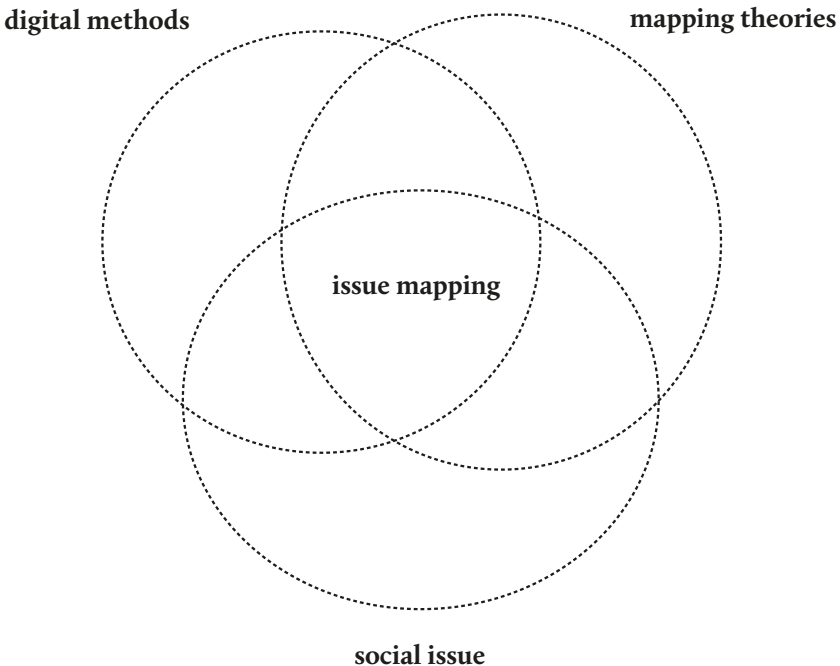 digital methods
mapping theories
issue mapping
social issue